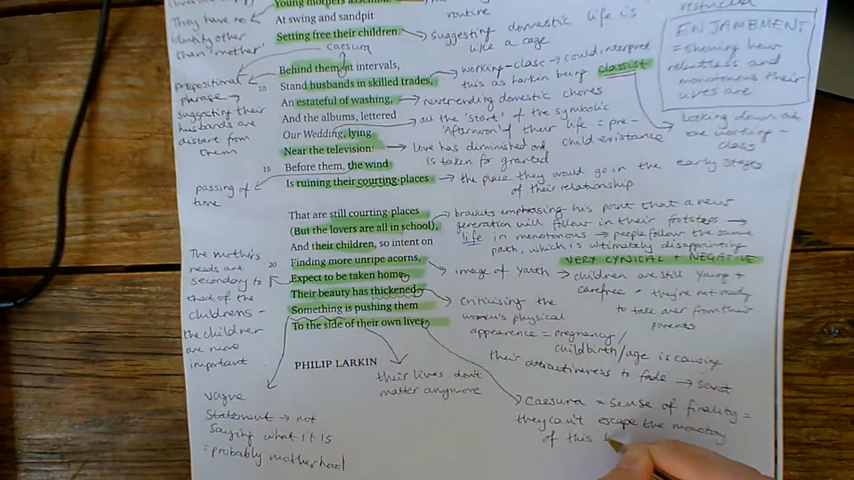 Young mothers assemble
At swing and sandpit
Setting free their children.
Behind them, at intervals,
10
Stand husbands in skilled trades,
An estateful of washing,
And the albums, lettered
Our Wedding, lying
Near the television:
15
Before them, the wind
Is ruining their courting-places
That are still courting-places
(But the lovers are all in school),
And their children, so intent on
20
Finding more unripe acorns,
Expect to be taken home.
Their beauty has thickened.
Something is pushing them
To the side of their own lives.
PHILIP LARKIN
They have no
identity other
than 'mother'
Prepositional
phrase →
suggesting their
husbands are
distant from
them
passing of
time
The mother's
needs are
secondary to
that of the
childrens -
the children
are more
important
Vague
statement → not
saying what it is
= probably motherhood
routine
suggesting domestic life is
like a cage
caesura
working-class → could interpret
this as Larkin being classist
neverending domestic chores
all the 'start' of the symbolic
'Afternoon' of their life = pre-
child existance
love has diminished and
is taken for granted
the place they would go in the early stages
of their relationship
brackets emphasing his point that a new
generation will follow in their footsteps →
life is monotonous → people follow the same
path, which is ultimately disappointing
VERY CYNICAL + NEGATIVE
image of youth → children are still young +
carefree - they're not ready
to take over from their
parents
criticising the
women's physical
appearance = pregnancy/
childbirth/age is causing
their attractiveness to fade → sexist
their lives don't
matter anymore
Caesura = sense of finality =
they can't escape the monotony
of this
ENJAMBMENT
= showing how
relentless and
monotonous their
lives are
looking down at
the working-
class